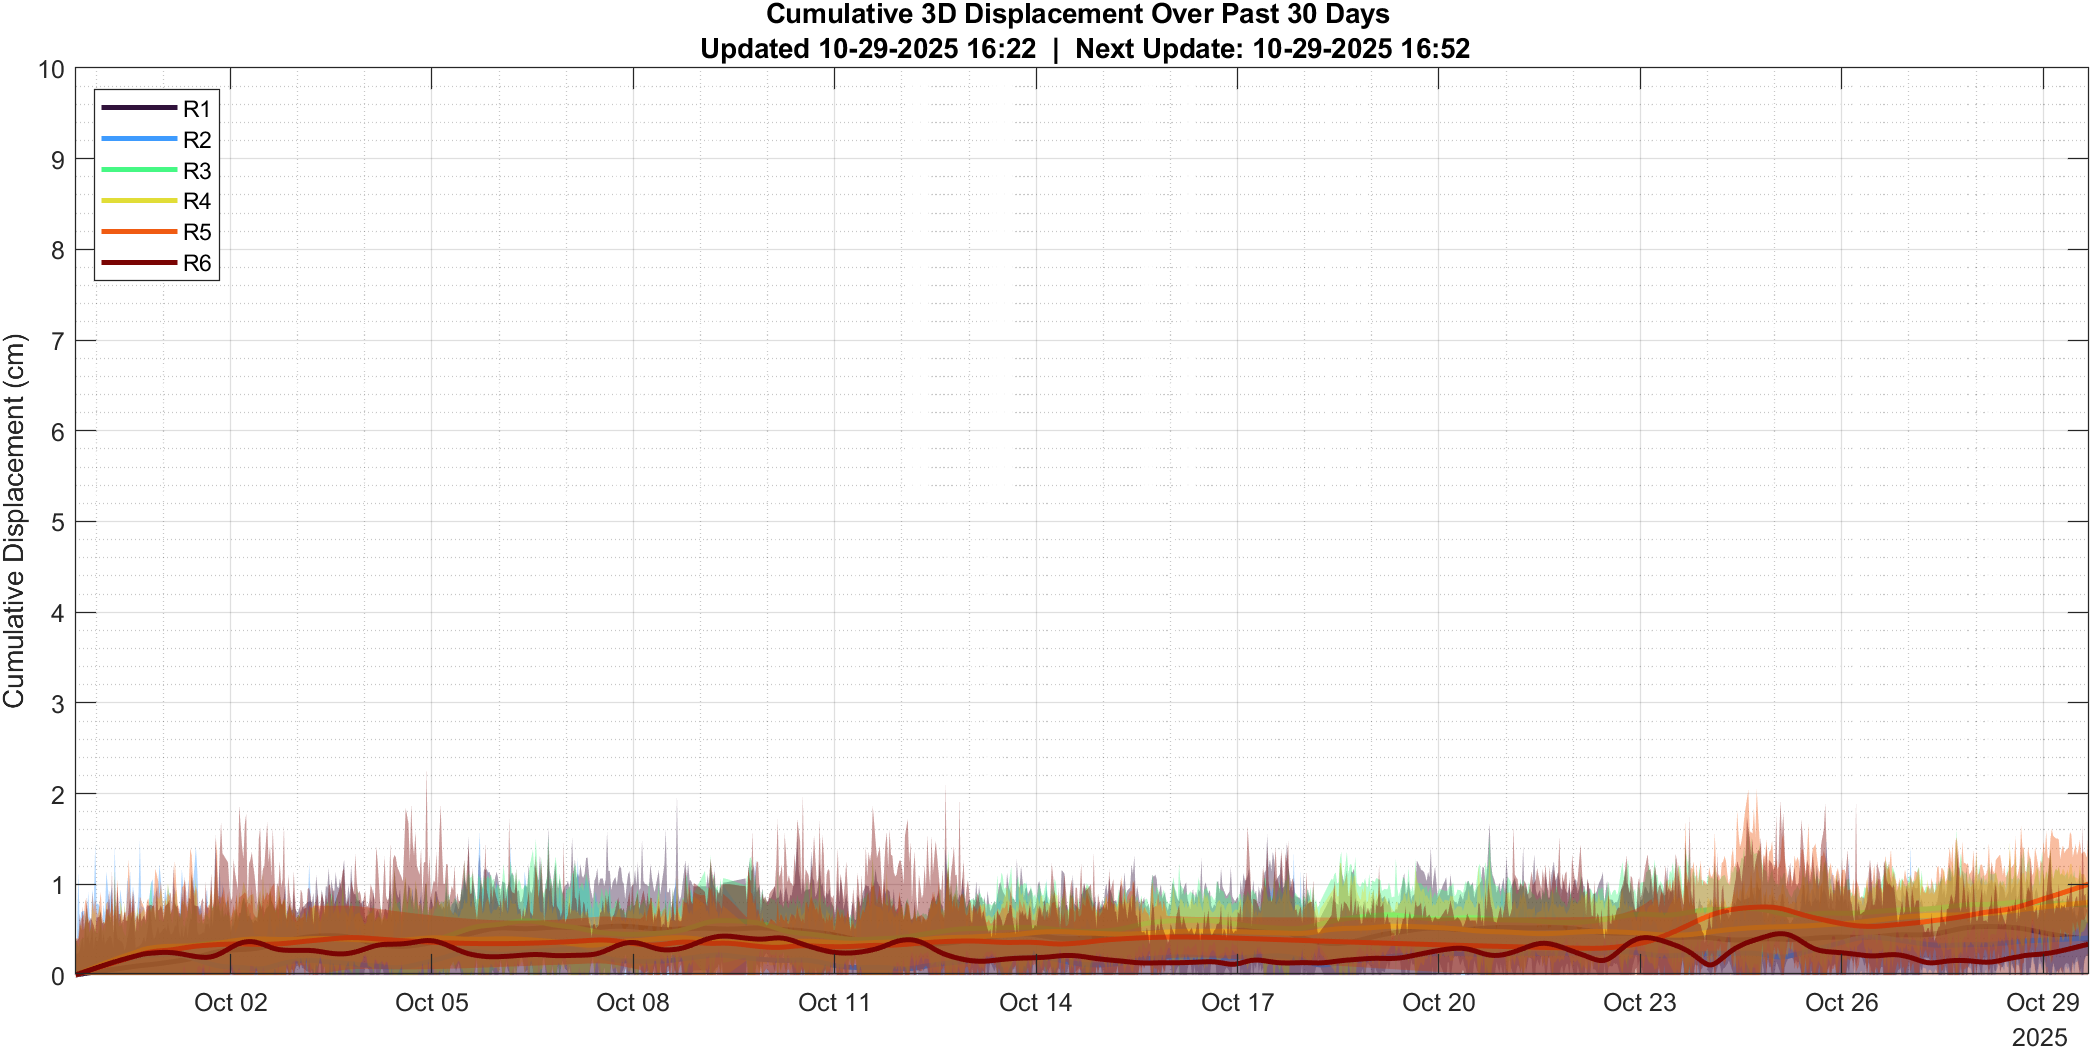 Cumulative 3D Displacement Over Past 30 Days
Updated 10-29-2025 16:22 | Next Update: 10-29-2025 16:52
Cumulative Displacement (cm)
10
9
8
7
6
5
4
3
2
1
0
R1
R2
R3
R4
R5
R6
Oct 02 Oct 05 Oct 08 Oct 11 Oct 14 Oct 17 Oct 20 Oct 23 Oct 26 Oct 29
2025